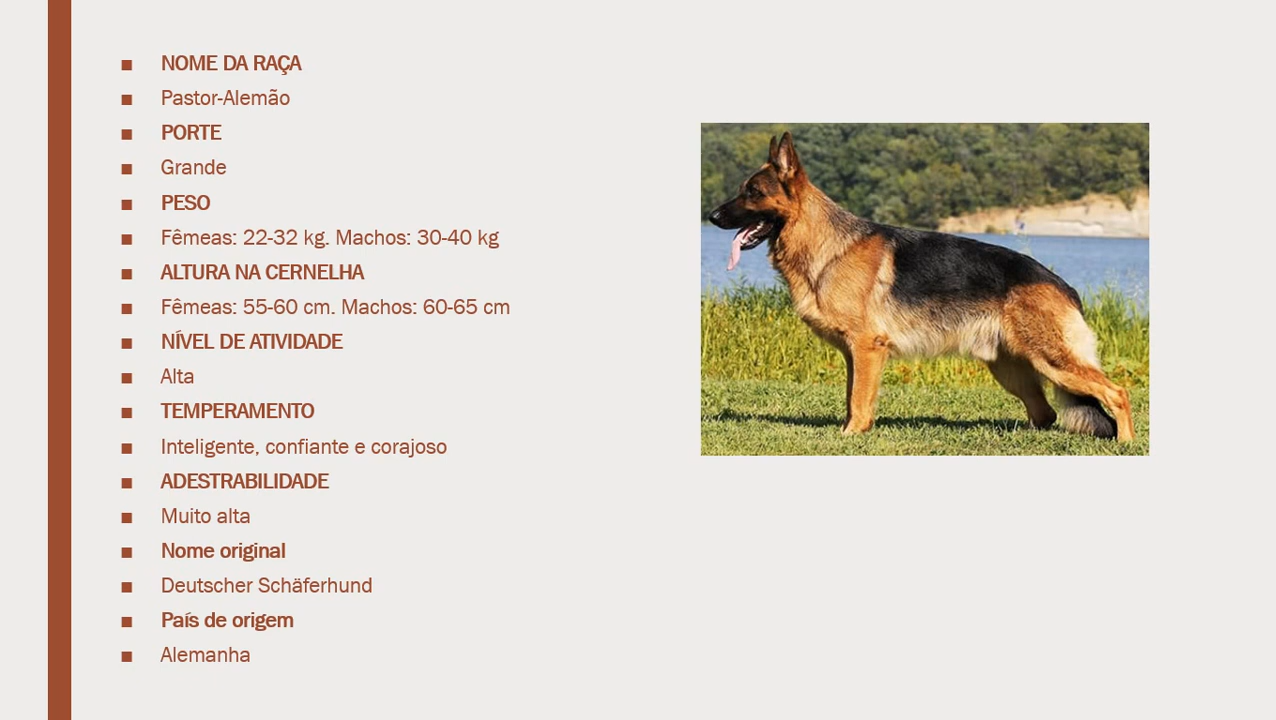 NOME DA RAÇA
Pastor-Alemão
PORTE
Grande
PESO
Fêmeas: 22-32 kg. Machos: 30-40 kg
ALTURA NA CERNELHA
Fêmeas: 55-60 cm. Machos: 60-65 cm
NÍVEL DE ATIVIDADE
Alta
TEMPERAMENTO
Inteligente, confiante e corajoso
ADESTRABILIDADE
Muito alta
Nome original
Deutscher Schäferhund
País de origem
Alemanha